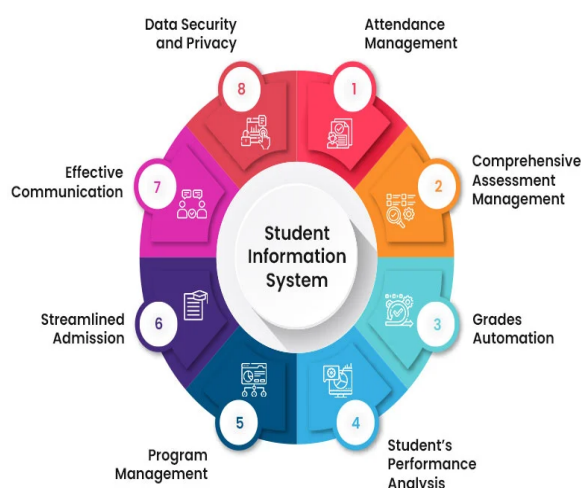 Student
Information
System
1
Attendance
Management
2
Comprehensive
Assessment
Management
3
Grades
Automation
4
Student's
Performance
Analysis
5
Program
Management
6
Streamlined
Admission
7
Effective
Communication
8
Data Security
and Privacy